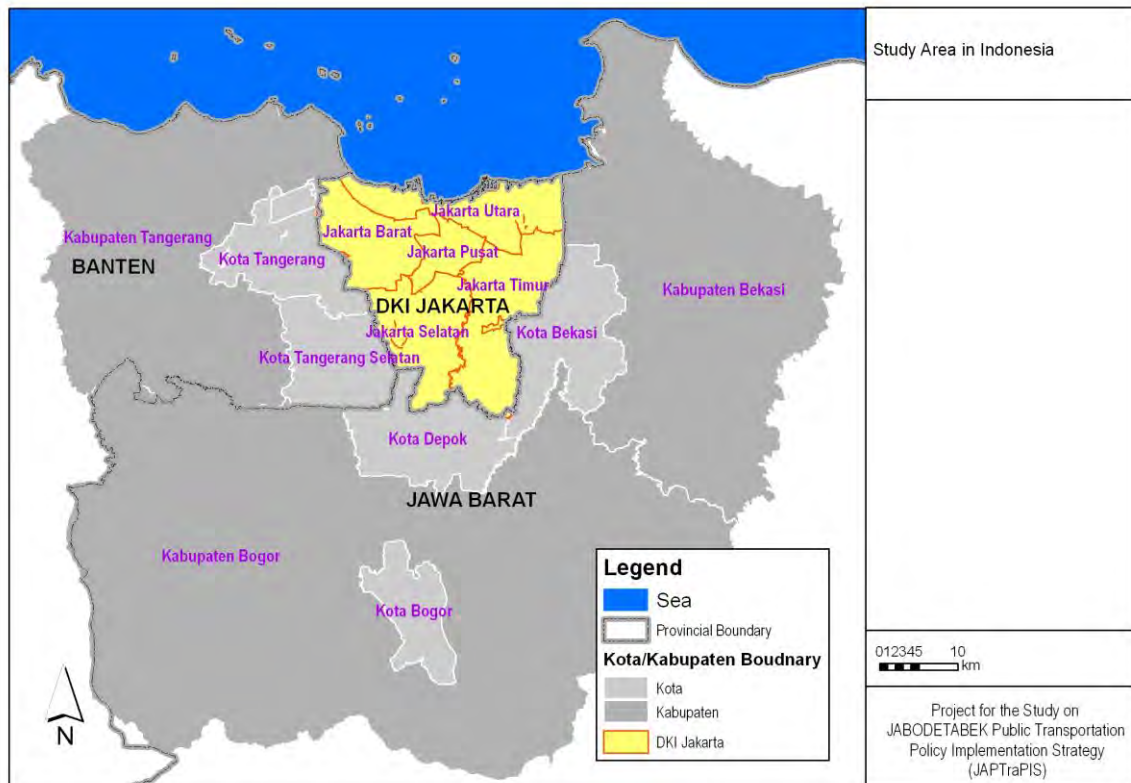 Study Area in Indonesia
Jakarta Utara
Jakarta Barat
Kabupaten Tangerang
Jakarta Pusat
Kota Tangerang
BANTEN
Jakarta Timur
Kabupaten Bekasi
DKI JAKARTA
Jakarta Selatan
Kota Bekasi
Kota Tangerang Selatan
Kota Depok
JAWA BARAT
Kabupaten Bogor
Kota Bogor
Legend
Sea
Provincial Boundary
Kota/Kabupaten Boudnary
Kota
Kabupaten
DKI Jakarta
N
012345 10
km
Project for the Study on
JABODETABEK Public Transportation
Policy Implementation Strategy
(JAPTraPIS)